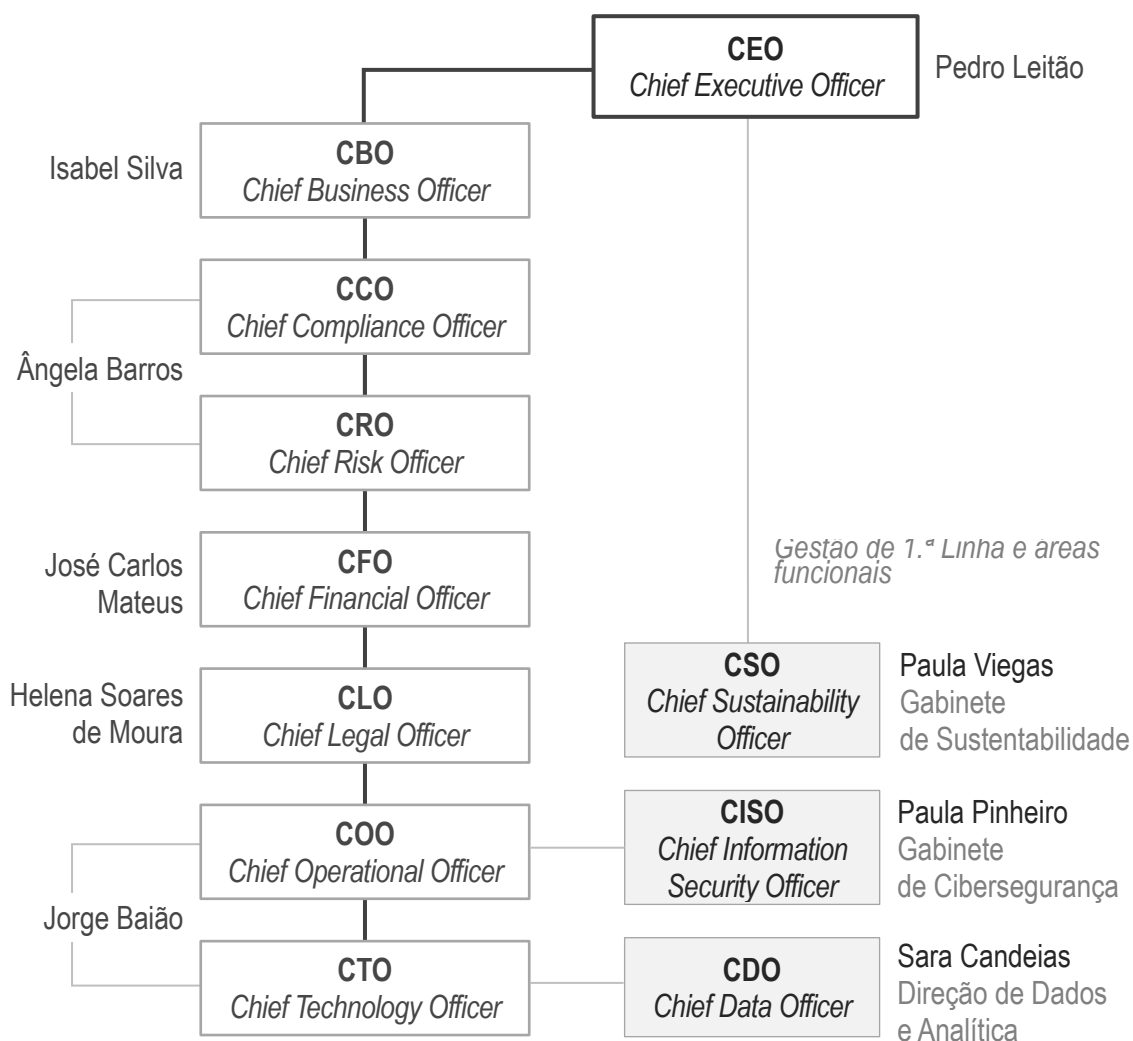 CEO
Chief Executive Officer
Pedro Leitão
Isabel Silva
CBO
Chief Business Officer
CCO
Chief Compliance Officer
Ângela Barros
CRO
Chief Risk Officer
José Carlos
Mateus
CFO
Chief Financial Officer
Gestão de 1.ª Linha e áreas
funcionais
Helena Soares
de Moura
CLO
Chief Legal Officer
CSO
Chief Sustainability
Officer
Paula Viegas
Gabinete
de Sustentabilidade
COO
Chief Operational Officer
CISO
Chief Information
Security Officer
Paula Pinheiro
Gabinete
de Cibersegurança
Jorge Baião
CTO
Chief Technology Officer
CDO
Chief Data Officer
Sara Candeias
Direção de Dados
e Analítica